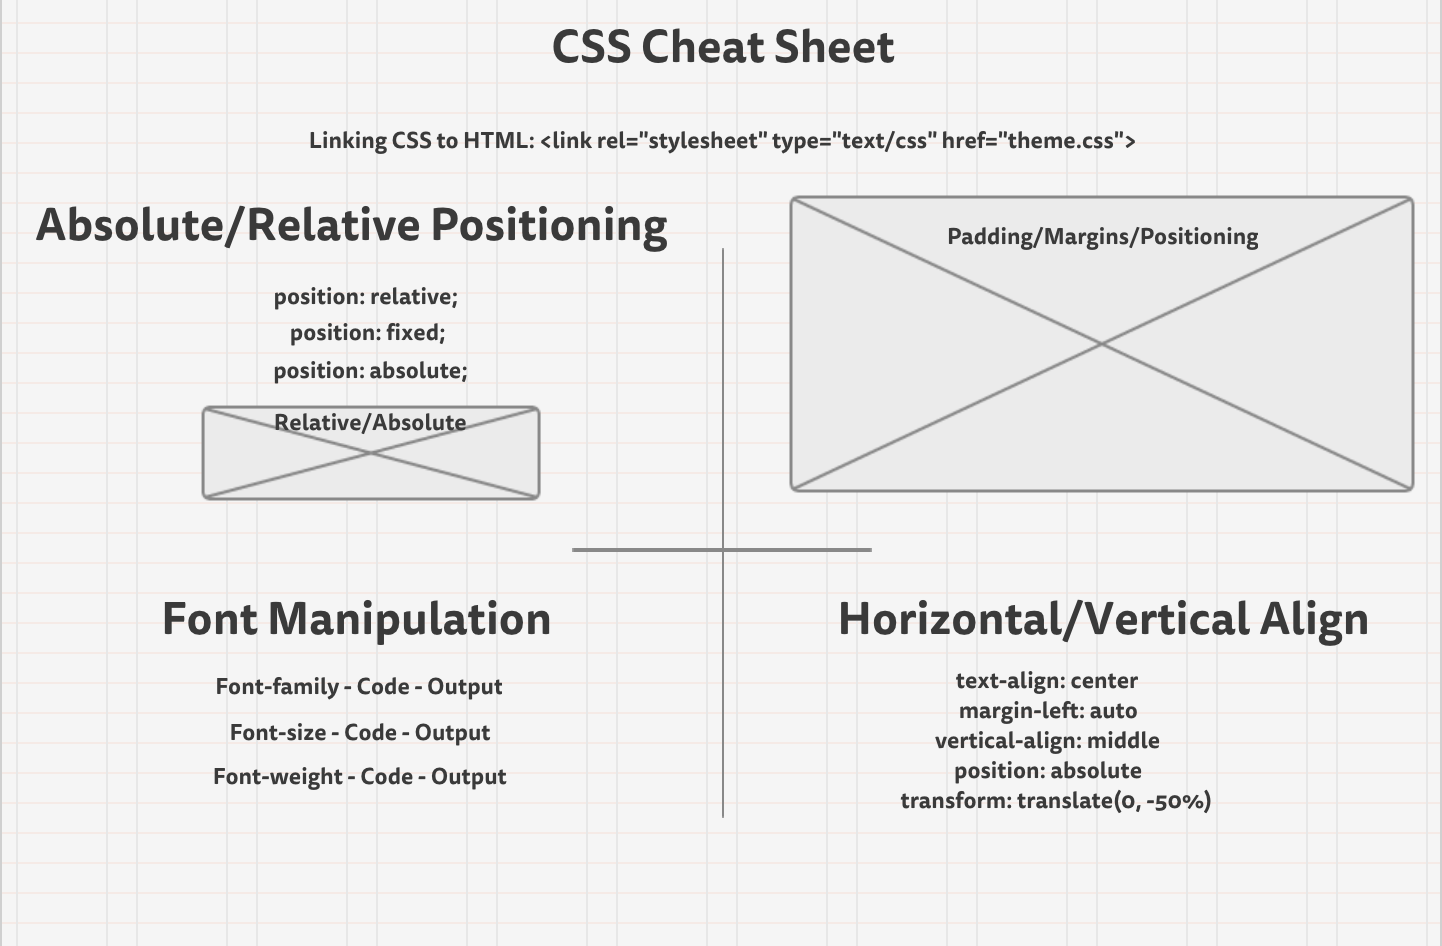 CSS Cheat Sheet
Linking CSS to HTML: <link rel="stylesheet" type="text/css" href="theme.css">
Absolute/Relative Positioning
position: relative;
position: fixed;
position: absolute;
Relative/Absolute
Padding/Margins/Positioning
Font Manipulation
Font-family - Code - Output
Font-size - Code - Output
Font-weight - Code - Output
Horizontal/Vertical Align
text-align: center
margin-left: auto
vertical-align: middle
position: absolute
transform: translate(0, -50%)